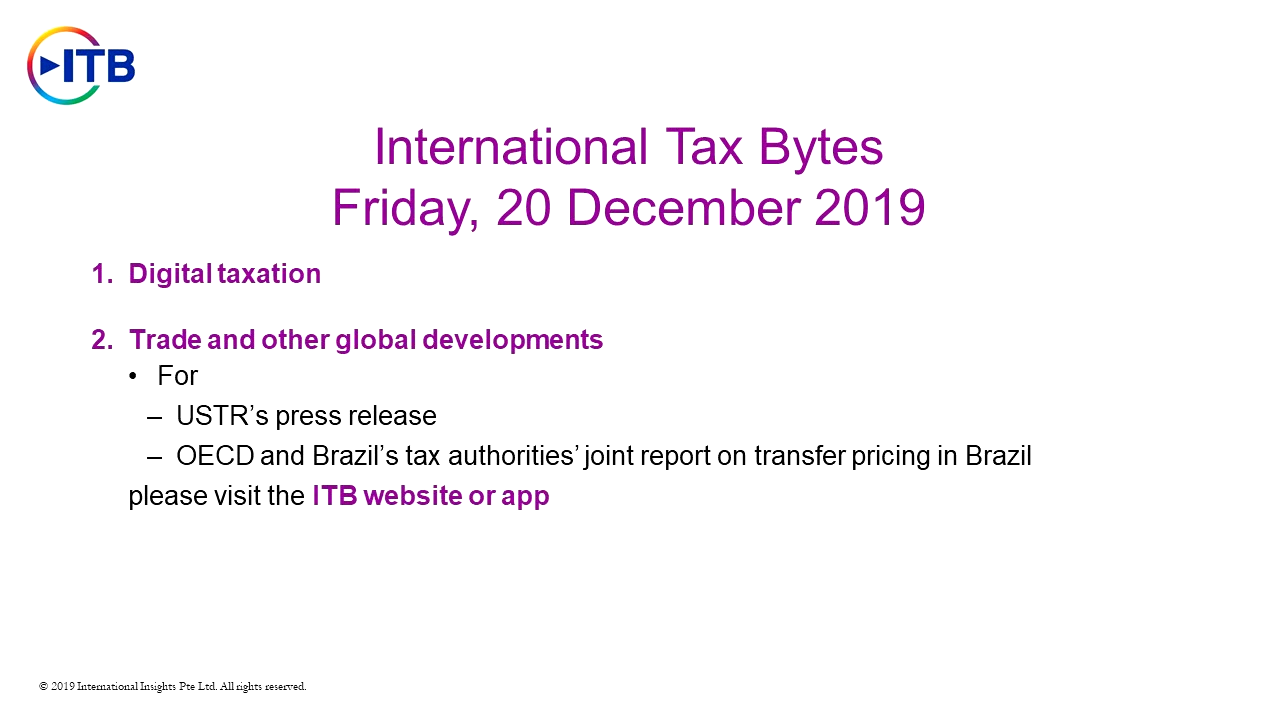 ITB
International Tax Bytes
Friday, 20 December 2019
1. Digital taxation
2. Trade and other global developments
• For
– USTR’s press release
– OECD and Brazil’s tax authorities’ joint report on transfer pricing in Brazil
please visit the ITB website or app
© 2019 International Insights Pte Ltd. All rights reserved.